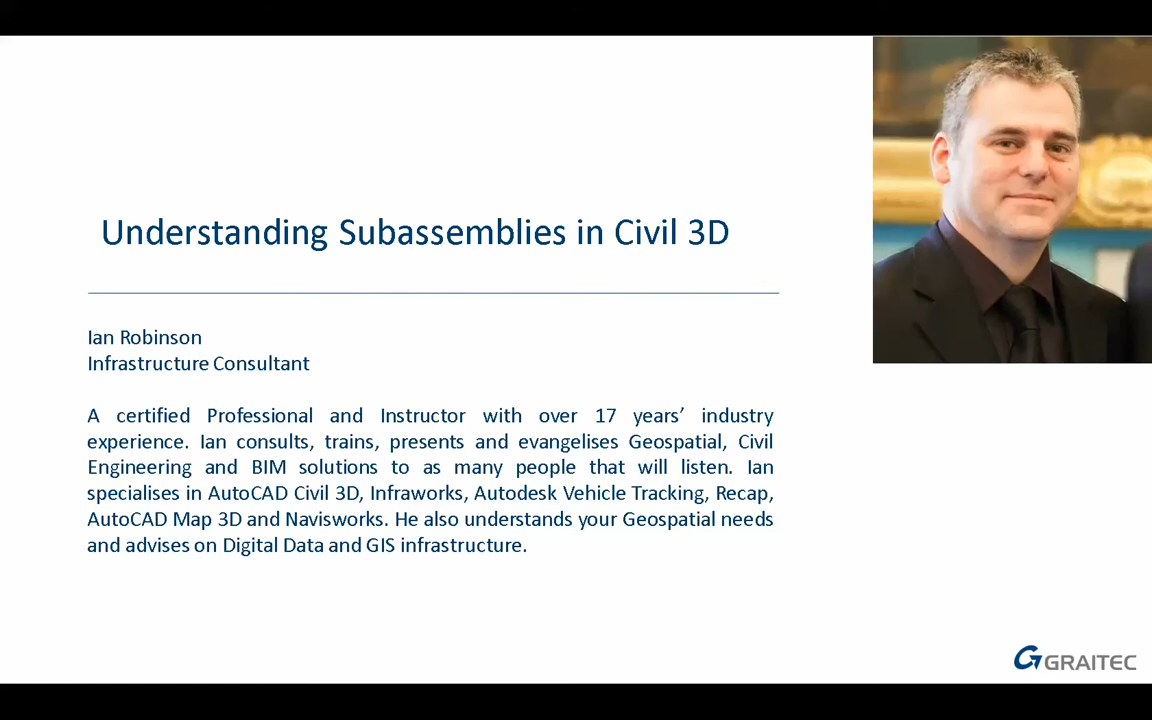 Understanding Subassemblies in Civil 3D
Ian Robinson
Infrastructure Consultant
A certified Professional and Instructor with over 17 years’ industry
experience. Ian consults, trains, presents and evangelises Geospatial, Civil
Engineering and BIM solutions to as many people that will listen. Ian
specialises in AutoCAD Civil 3D, Infraworks, Autodesk Vehicle Tracking, Recap,
AutoCAD Map 3D and Navisworks. He also understands your Geospatial needs
and advises on Digital Data and GIS infrastructure.
GRAITEC